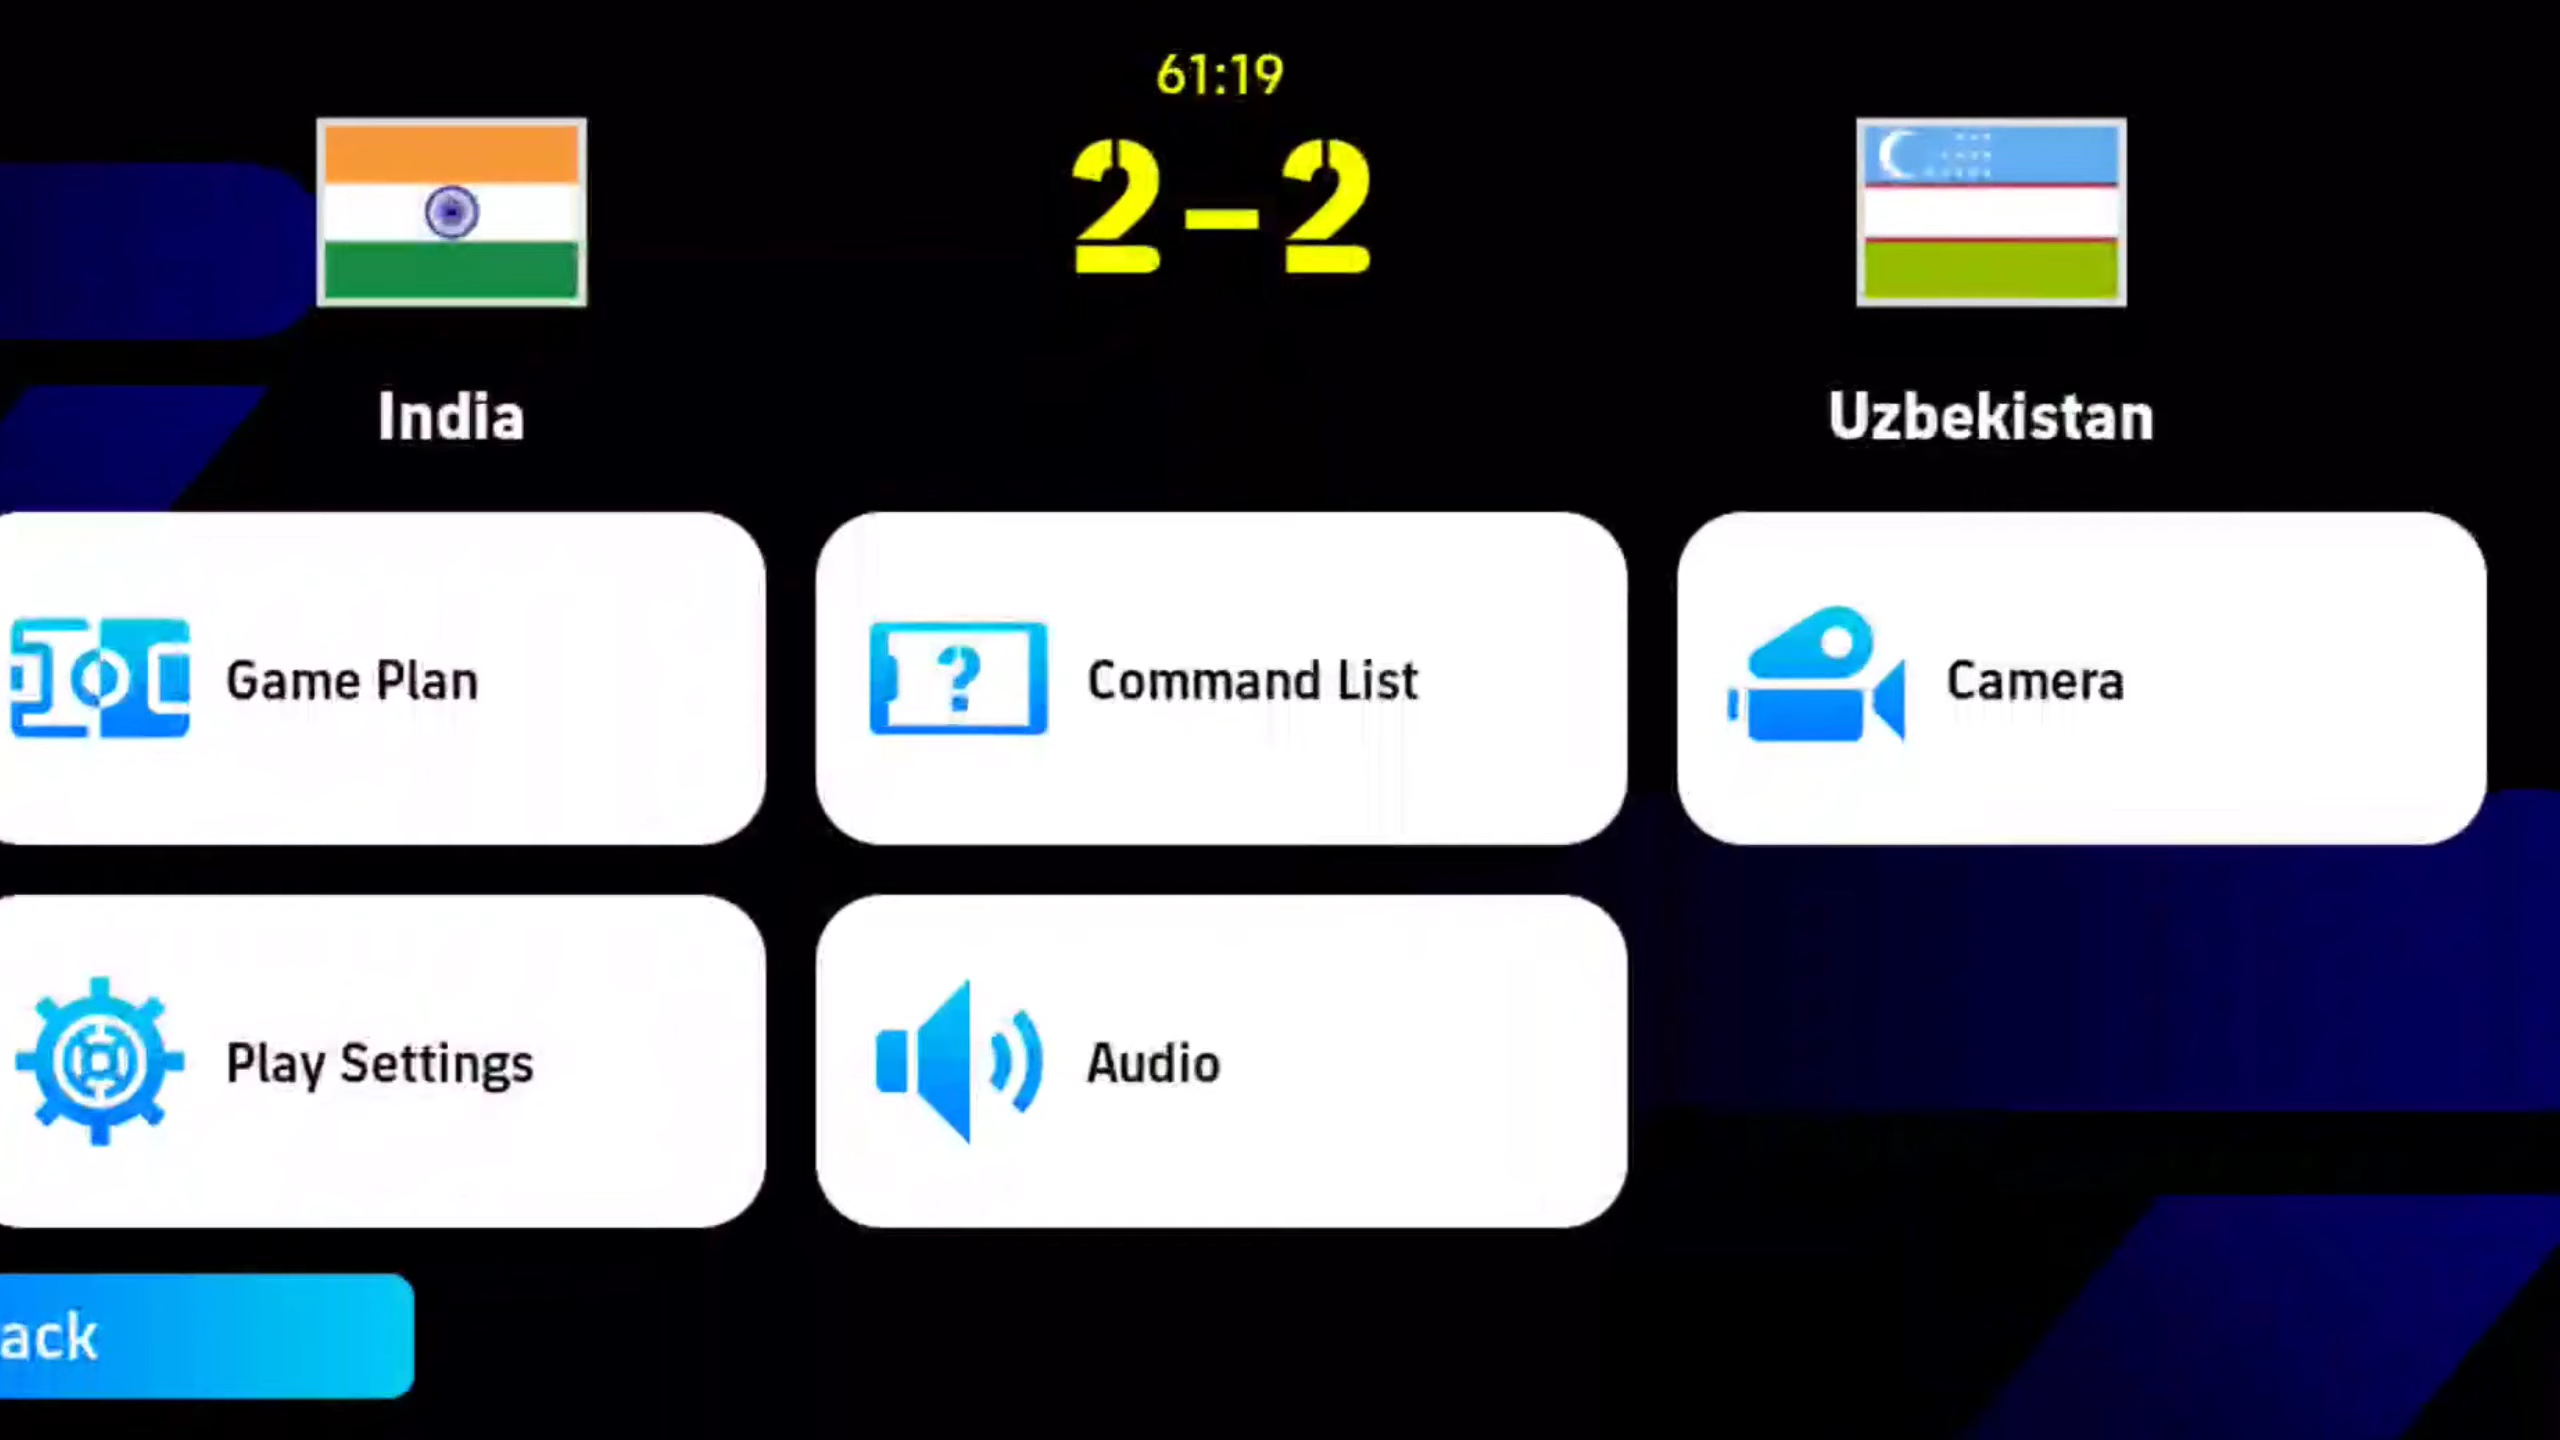 61:19
2-2
India
Uzbekistan
Game Plan
? Command List
Camera
Play Settings
Audio
ack